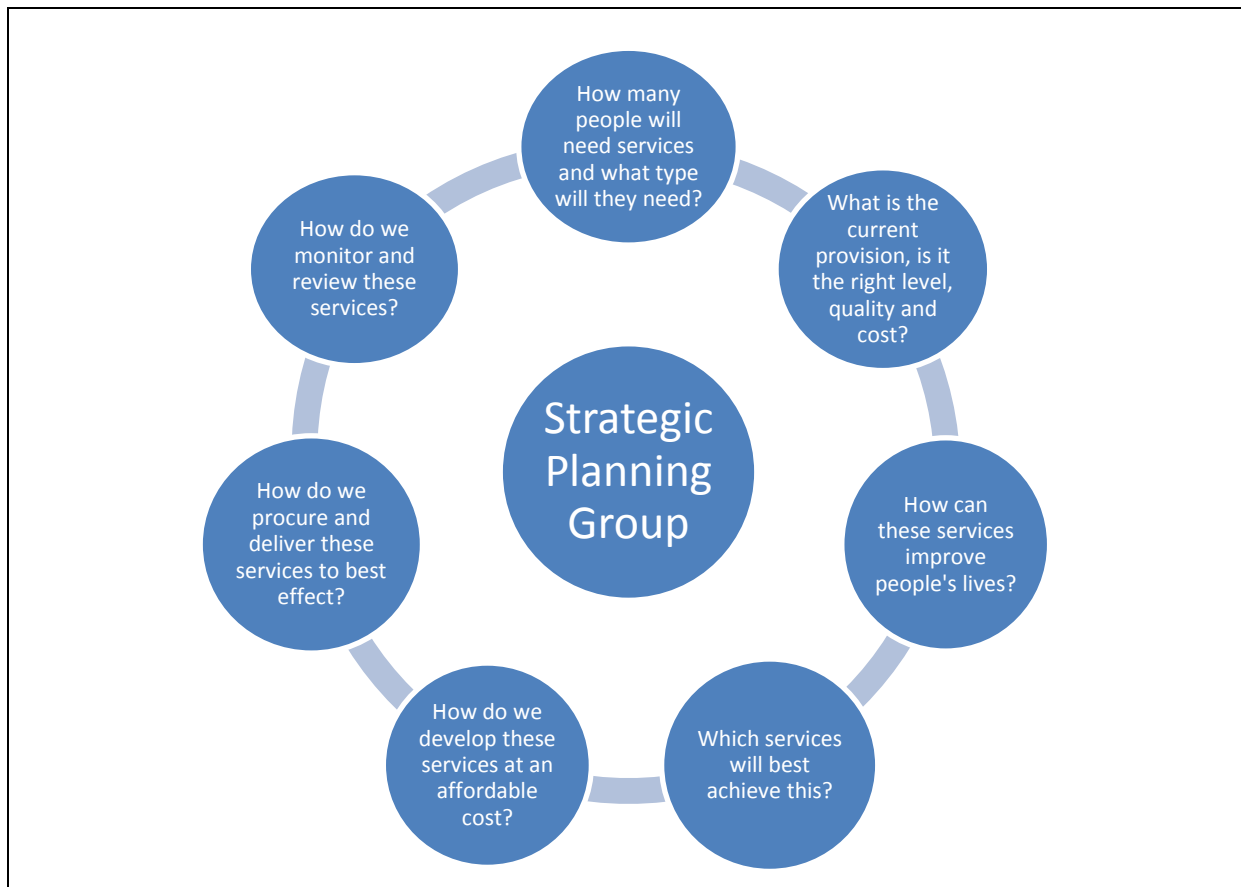 How many
people will
need services
and what type
will they need?
What is the
current
provision, is it
the right level,
quality and
cost?
How can
these services
improve
people's lives?
Which services
will best
achieve this?
How do we
develop these
services at an
affordable
cost?
How do we
procure and
deliver these
services to best
effect?
How do we
monitor and
review these
services?
Strategic
Planning
Group